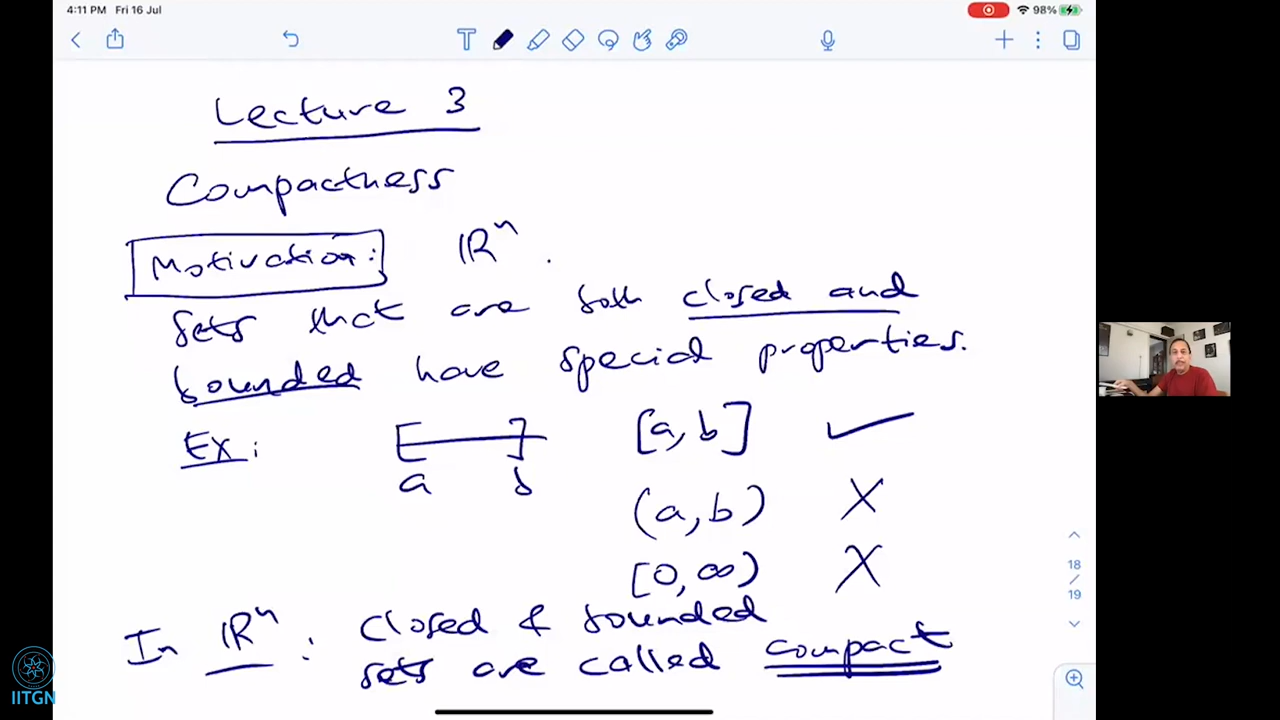 4:11 PM Fri 16 Jul
98%
Lecture 3
Compactness
Motivation: ℝⁿ.
sets that are both closed and
bounded have special properties.
Ex: [a, b] ✓
a b
(a, b) X
[0, ∞) X
18
/
19
In ℝⁿ: closed & bounded
sets are called compact
IITGN